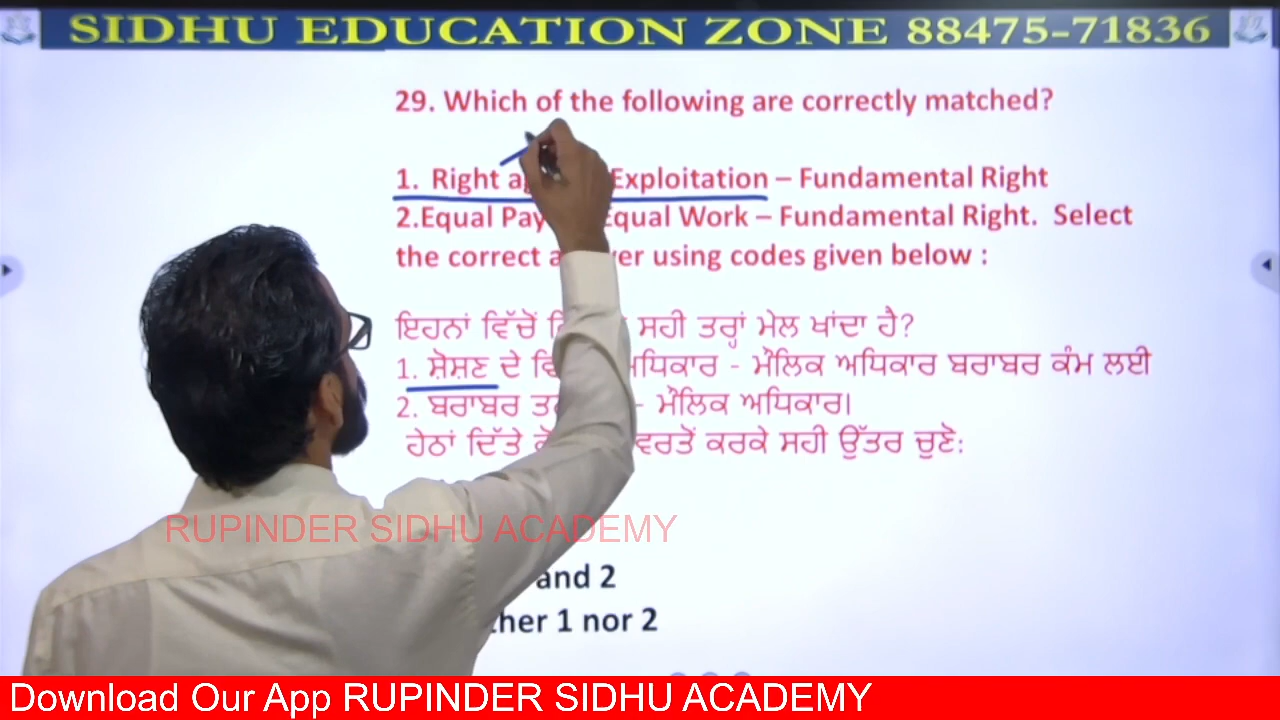 SIDHU EDUCATION ZONE 88475-71836
29. Which of the following are correctly matched?
1. Right Exploitation – Fundamental Right
2.Equal Pay Equal Work – Fundamental Right. Select
the correct using codes given below :
ਇਹਨਾਂ ਵਿੱਚੋਂ ਸਹੀ ਤਰ੍ਹਾਂ ਮੇਲ ਖਾਂਦਾ ਹੈ?
1. ਸ਼ੋਸ਼ਣ ਦੇ ਅਧਿਕਾਰ - ਮੌਲਿਕ ਅਧਿਕਾਰ ਬਰਾਬਰ ਕੰਮ ਲਈ
2. ਬਰਾਬਰ - ਮੌਲਿਕ ਅਧਿਕਾਰ।
ਹੇਠਾਂ ਦਿੱਤੇ ਵਰਤੋਂ ਕਰਕੇ ਸਹੀ ਉੱਤਰ ਚੁਣੋ:
RUPINDER SIDHU ACADEMY
and 2
1 nor 2
Download Our App RUPINDER SIDHU ACADEMY